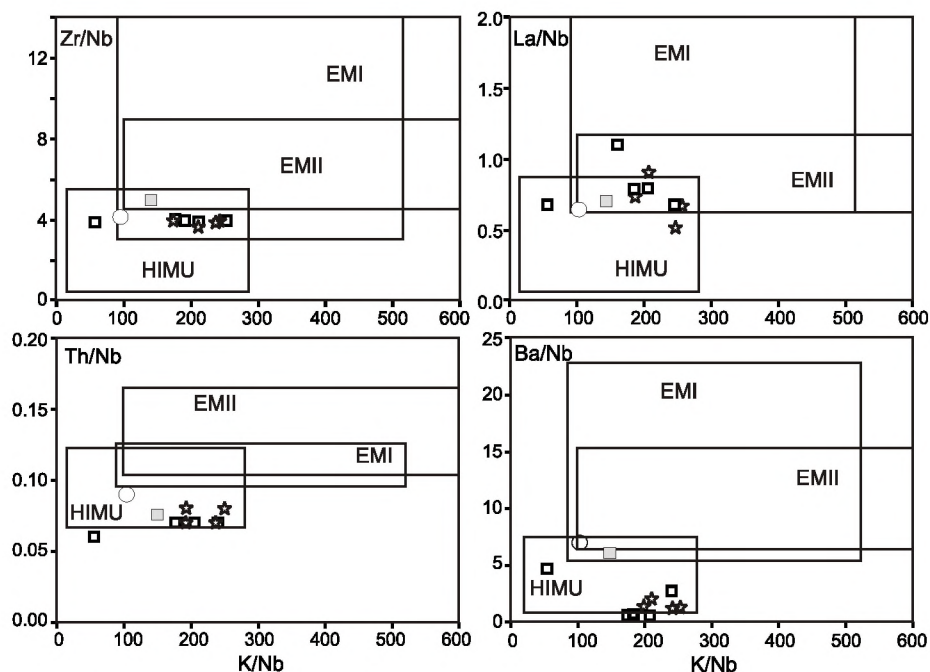 Zr/Nb
12
8
4
0
EMI
EMII
HIMU
0 100 200 300 400 500 600
La/Nb
2.0
1.5
1.0
0.5
0.0
EMI
EMII
HIMU
0 100 200 300 400 500 600
Th/Nb
0.20
0.15
0.10
0.05
0.00
EMII
EMI
HIMU
0 100 200 300 400 500 600
K/Nb
Ba/Nb
25
20
15
10
5
0
EMI
EMII
HIMU
0 100 200 300 400 500 600
K/Nb